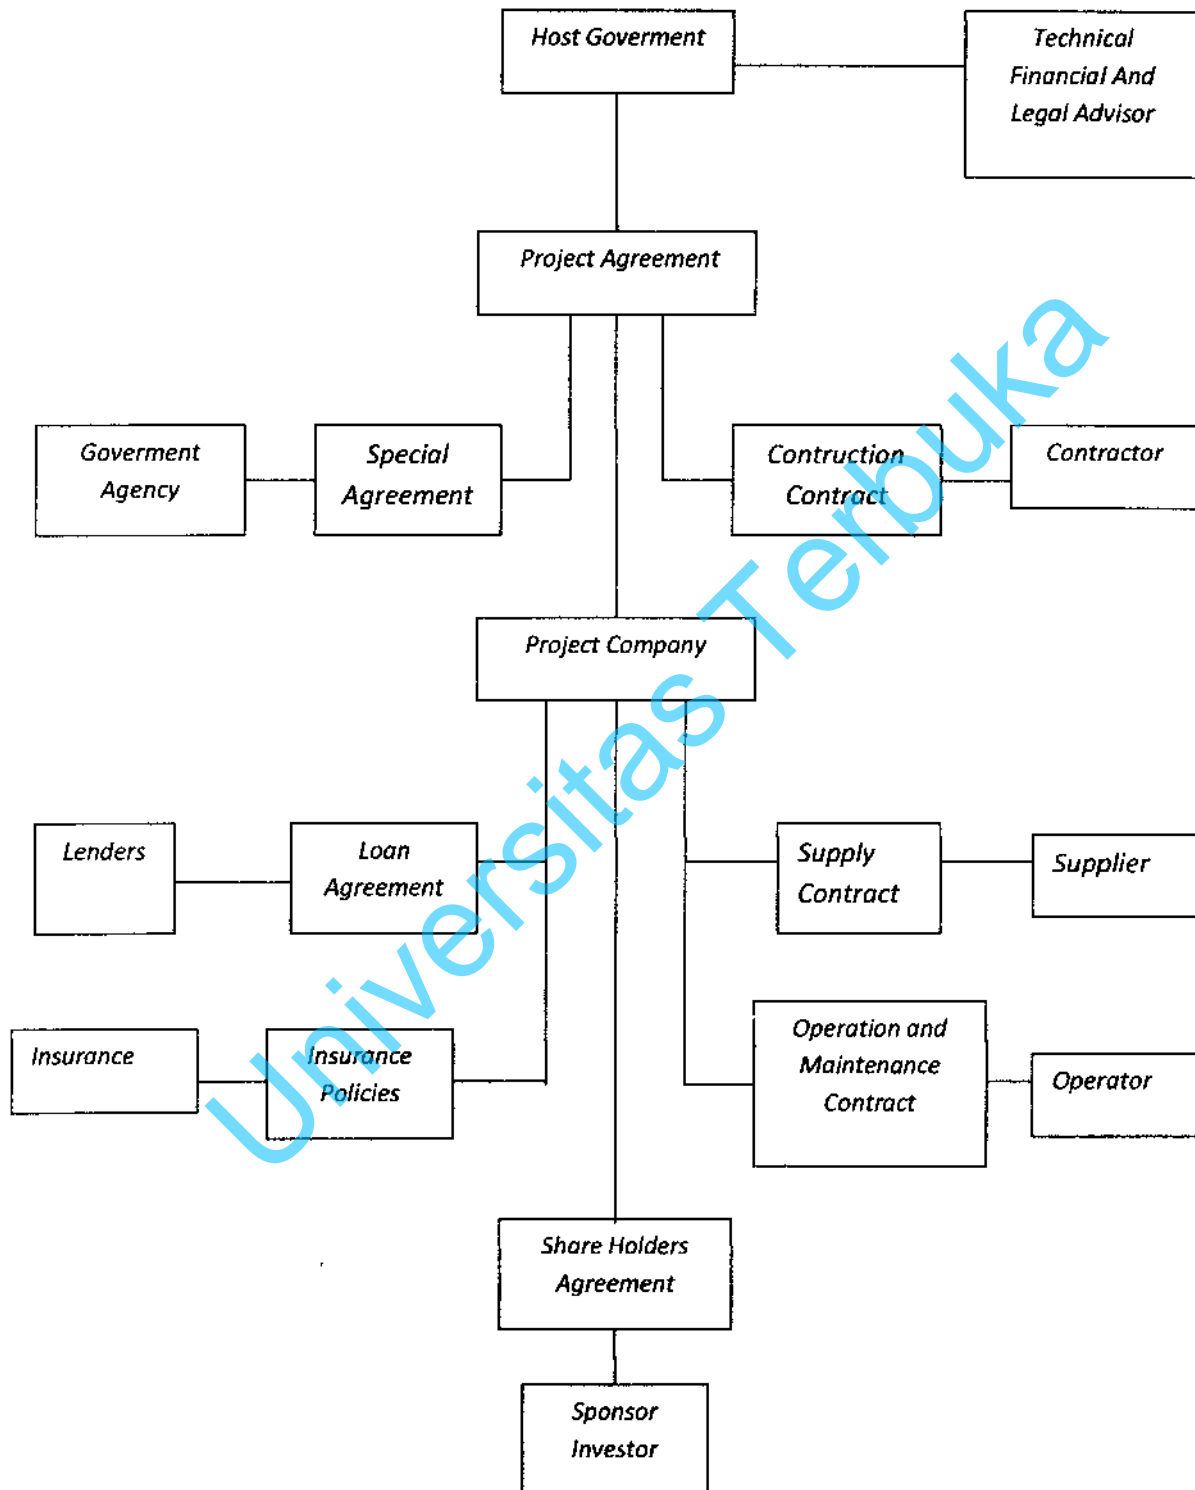 Host Goverment
Technical
Financial And
Legal Advisor
Project Agreement
Goverment
Agency
Special
Agreement
Contruction
Contract
Contractor
Project Company
Lenders
Loan
Agreement
Supply
Contract
Supplier
Insurance
Insurance
Policies
Operation and
Maintenance
Contract
Operator
Share Holders
Agreement
Sponsor
Investor
Universitas Terbuka